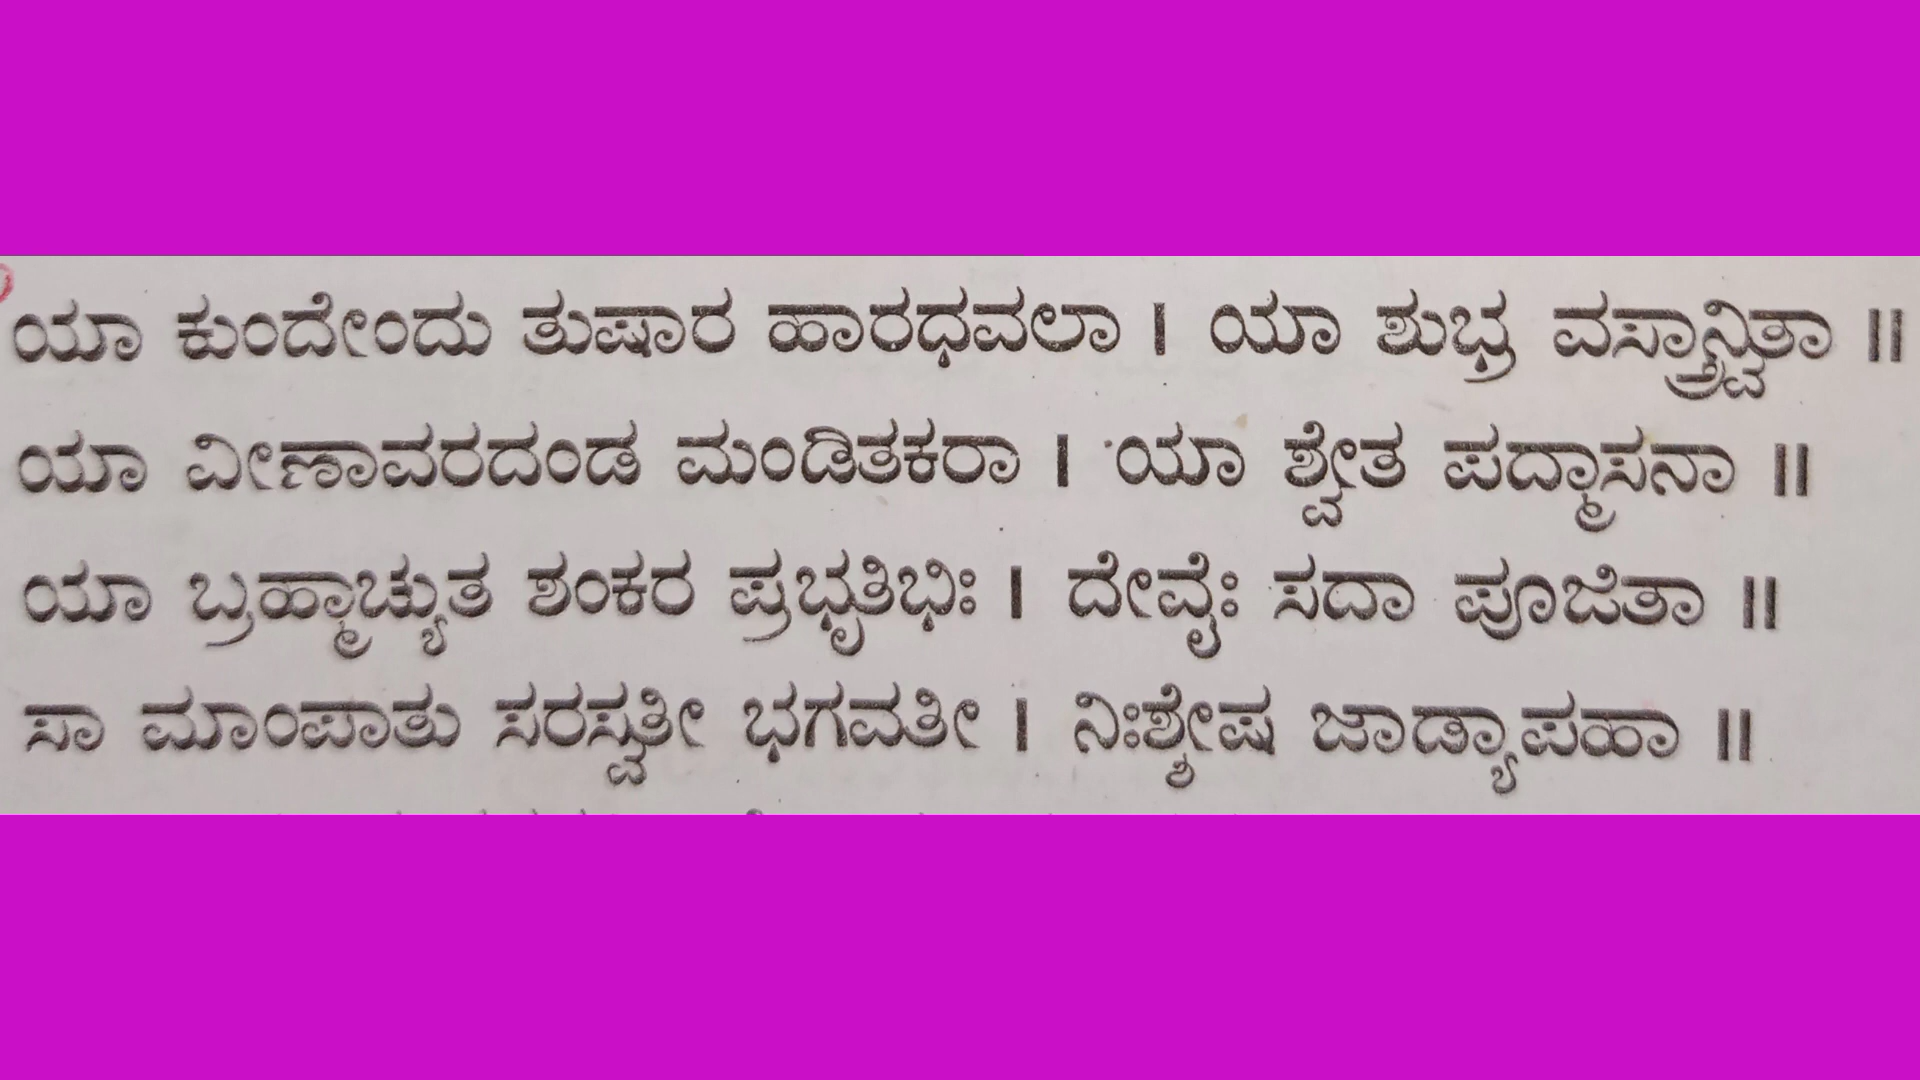 ಯಾ ಕುಂದೇಂದು ತುಷಾರ ಹಾರಧವಲಾ । ಯಾ ಶುಭ್ರ ವಸ್ತ್ರಾನ್ವಿತಾ ॥
ಯಾ ವೀಣಾವರದಂಡ ಮಂಡಿತಕರಾ । ಯಾ ಶ್ವೇತ ಪದ್ಮಾಸನಾ ॥
ಯಾ ಬ್ರಹ್ಮಾಚ್ಯುತ ಶಂಕರ ಪ್ರಭೃತಿಭಿಃ । ದೇವೈಃ ಸದಾ ಪೂಜಿತಾ ॥
ಸಾ ಮಾಂಪಾತು ಸರಸ್ವತೀ ಭಗವತೀ । ನಿಃಶ್ಶೇಷ ಜಾಡ್ಯಾಪಹಾ ॥